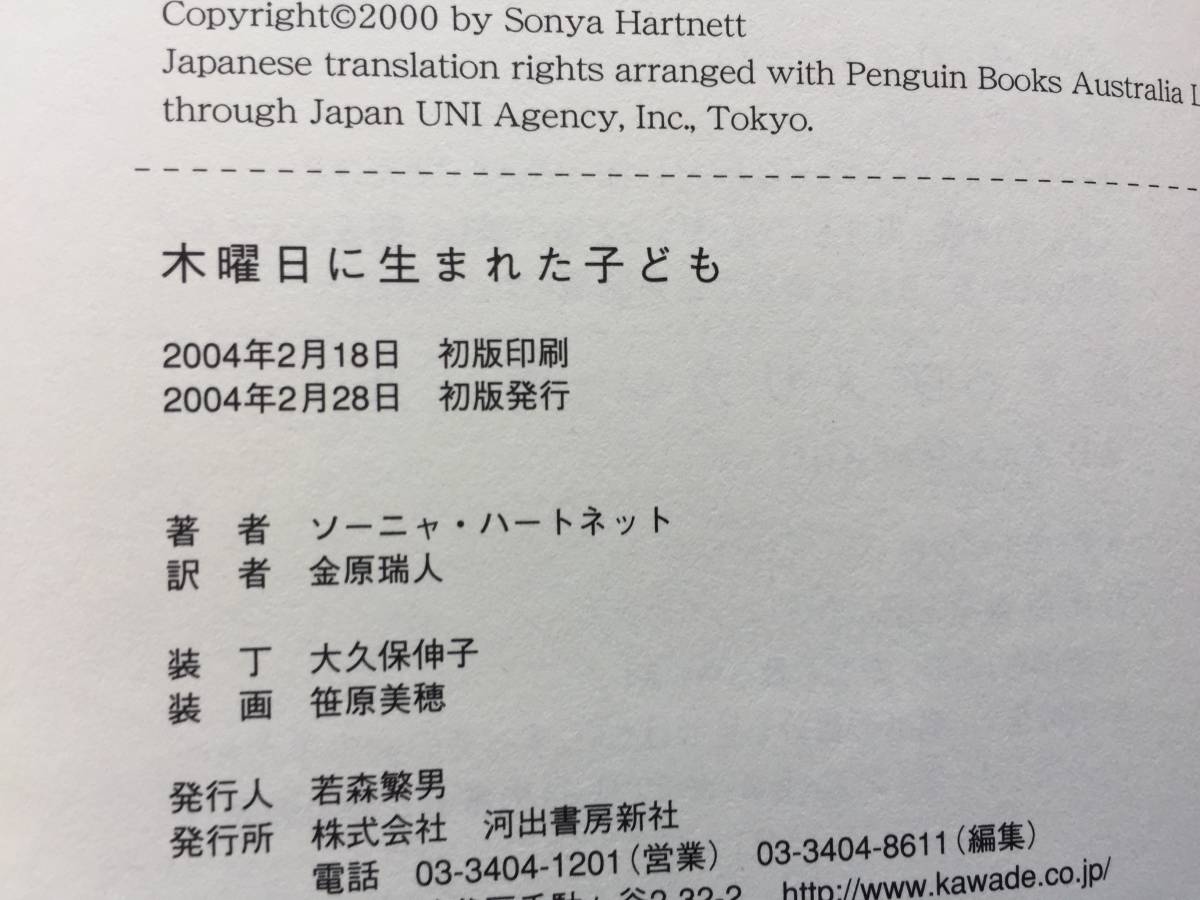 Copyright©2000 by Sonya Hartnett
Japanese translation rights arranged with Penguin Books Australia
through Japan UNI Agency, Inc., Tokyo.
木曜日に生まれた子ども
2004年2月18日 初版印刷
2004年2月28日 初版発行
著 者 ソーニャ・ハートネット
訳 者 金原瑞人
装 丁 大久保伸子
装 画 笹原美穂
発行人 若森繁男
発行所 株式会社 河出書房新社
電話 03-3404-1201(営業) 03-3404-8611(編集)
谷2-32-2 http://www.kawade.co.jp/